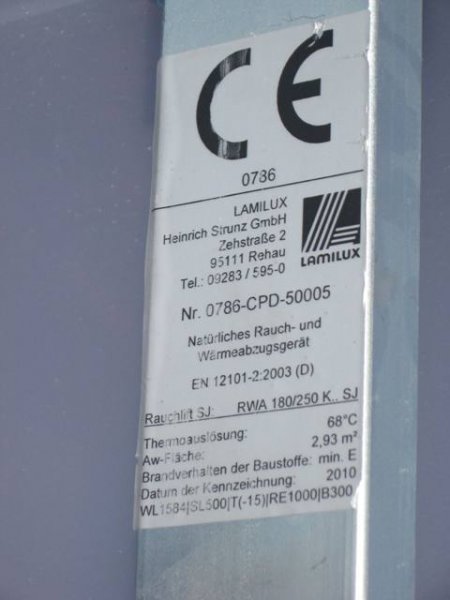 CE
0786
LAMILUX
Heinrich Strunz GmbH
Zehstraße 2
95111 Rehau
Tel.: 09283 / 595-0
LAMILUX
Nr. 0786-CPD-50005
Natürliches Rauch- und
Wärmeabzugsgerät
EN 12101-2:2003 (D)
Rauchlift SJ: RWA 180/250 K.. SJ
Thermoauslösung: 68°C
Aw-Fläche: 2,93 m²
Brandverhalten der Baustoffe: min. E
Datum der Kennzeichnung: 2010
WL1584|SL500|T(-15)|RE1000|B300